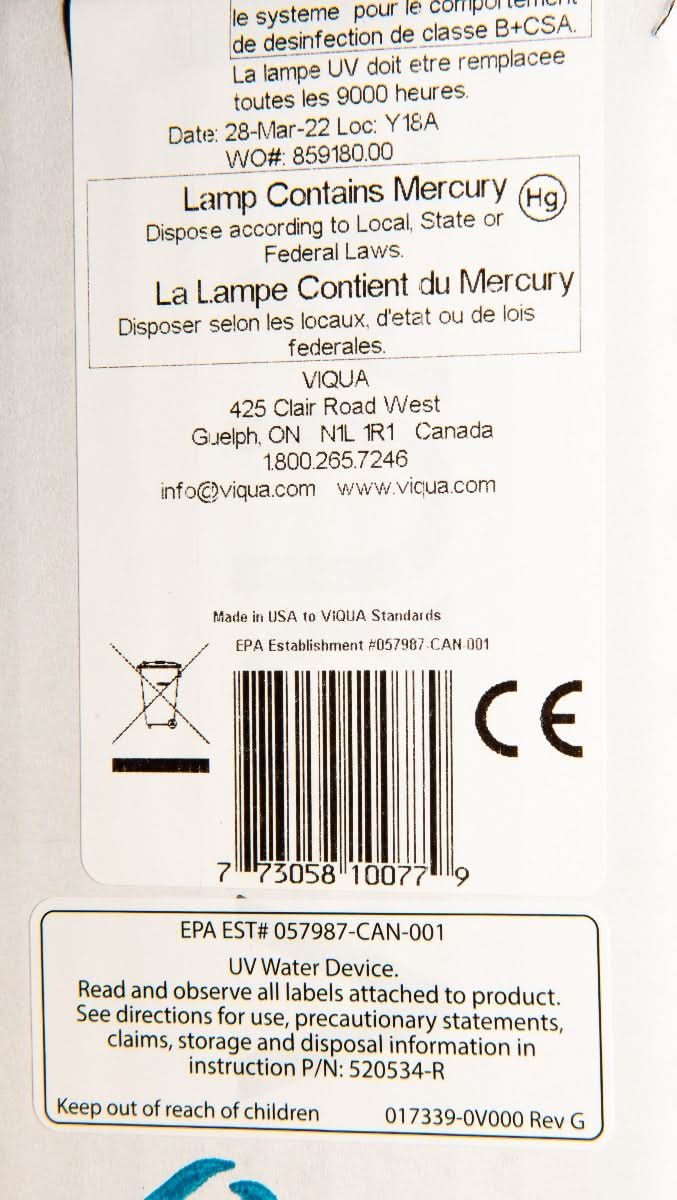 le systeme pour le comportement
de desinfection de classe B+CSA.
La lampe UV doit etre remplacee
toutes les 9000 heures.
Date: 28-Mar-22 Loc: Y18A
WO#: 859180.00
Lamp Contains Mercury Hg
Dispose according to Local, State or
Federal Laws.
La Lampe Contient du Mercury
Disposer selon les locaux, d'etat ou de lois
federales.
VIQUA
425 Clair Road West
Guelph, ON N1L 1R1 Canada
1.800.265.7246
info@viqua.com www.viqua.com
Made in USA to VIQUA Standards
EPA Establishment #057987-CAN-001
CE
7 73058 10077 9
EPA EST# 057987-CAN-001
UV Water Device.
Read and observe all labels attached to product.
See directions for use, precautionary statements,
claims, storage and disposal information in
instruction P/N: 520534-R
Keep out of reach of children 017339-0V000 Rev G